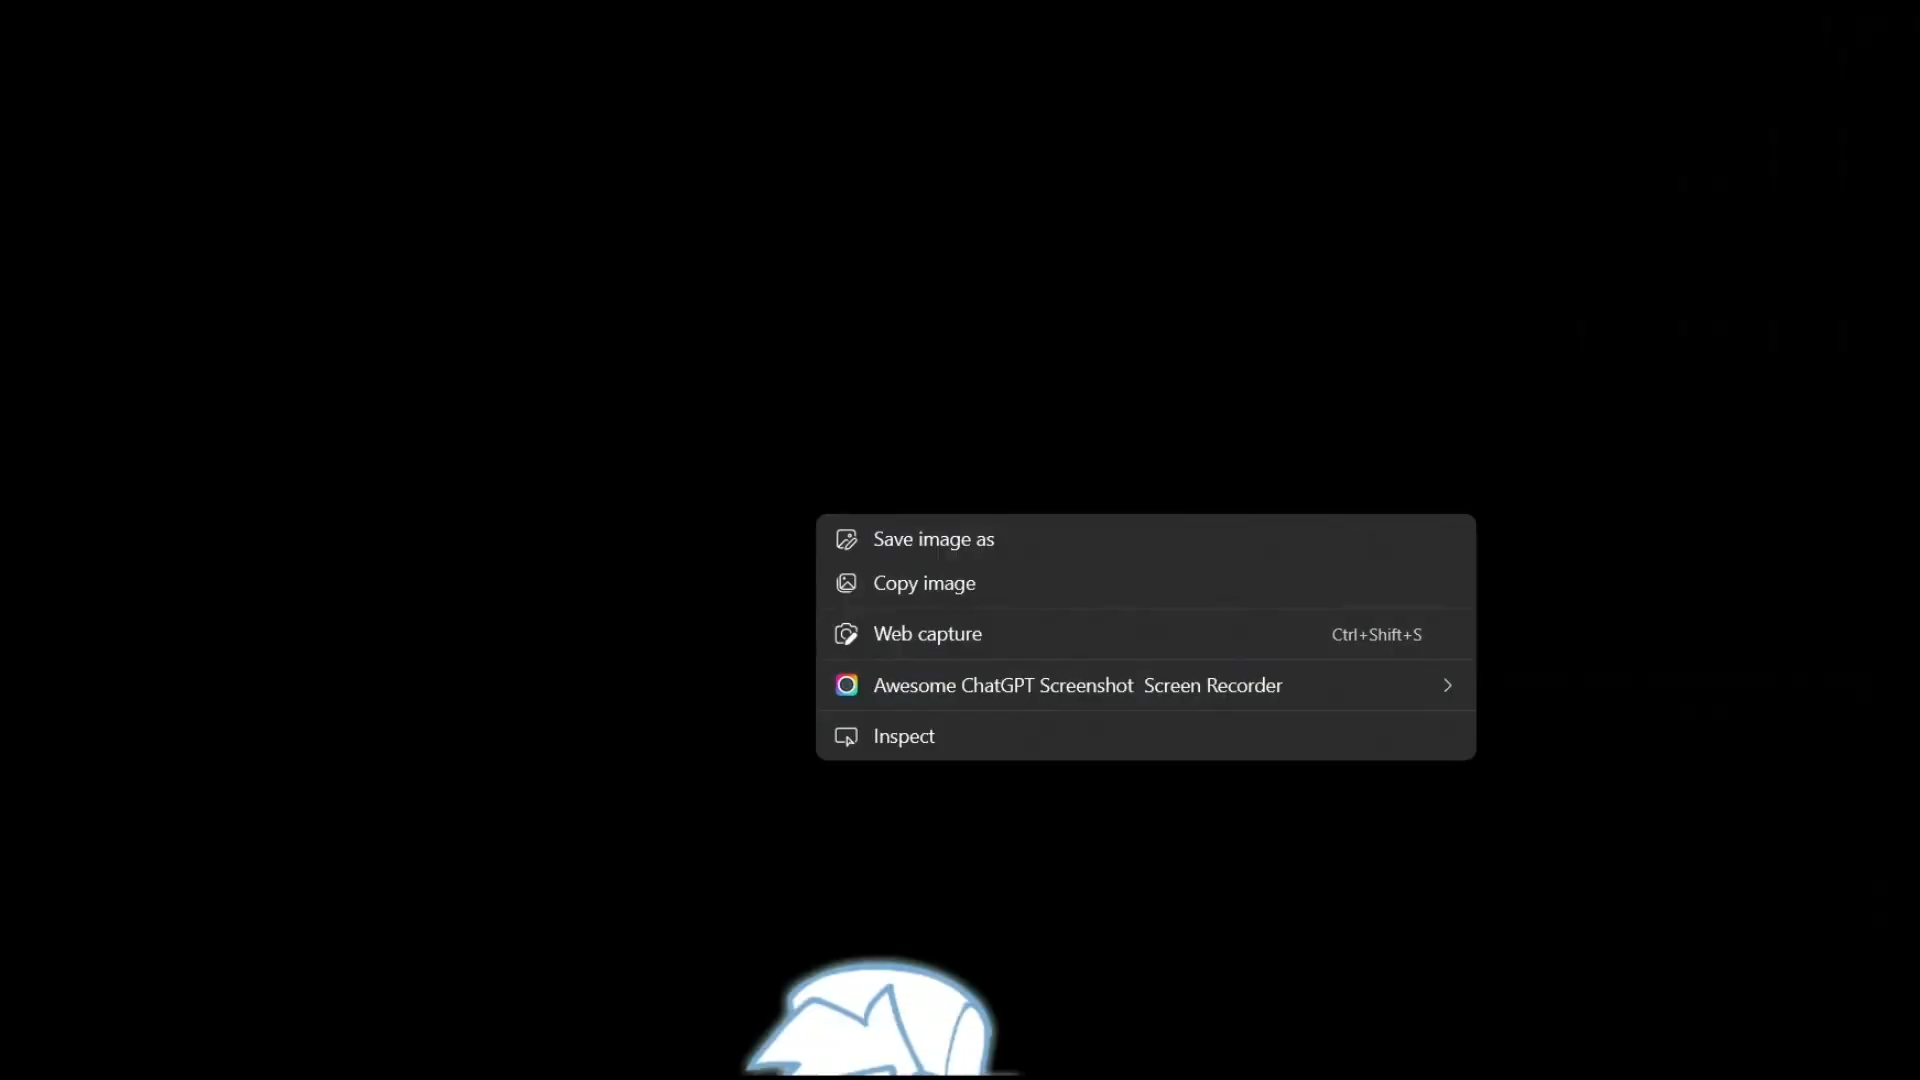 Save image as
Copy image
Web capture Ctrl+Shift+S
Awesome ChatGPT Screenshot Screen Recorder
Inspect